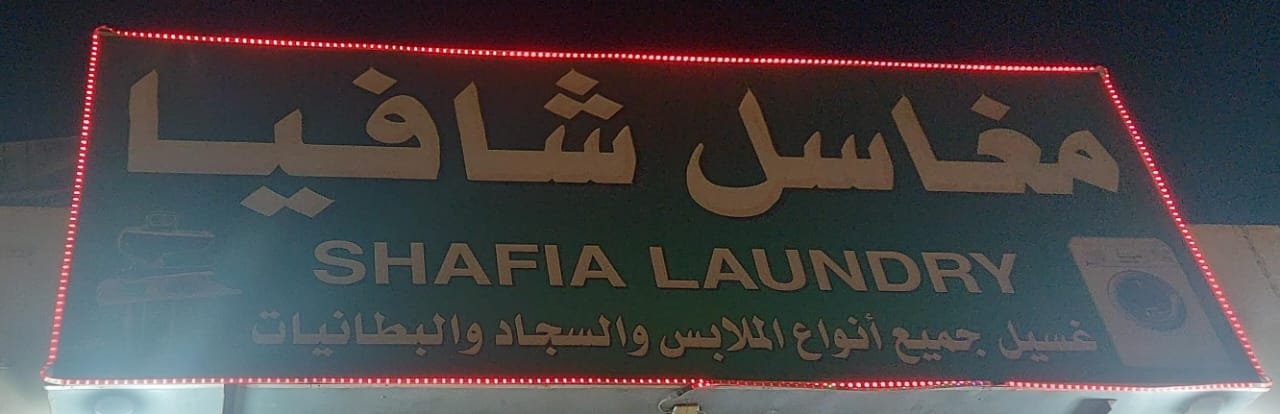 مغاسل شافيا
SHAFIA LAUNDRY
غسيل جميع أنواع الملابس والسجاد والبطانيات